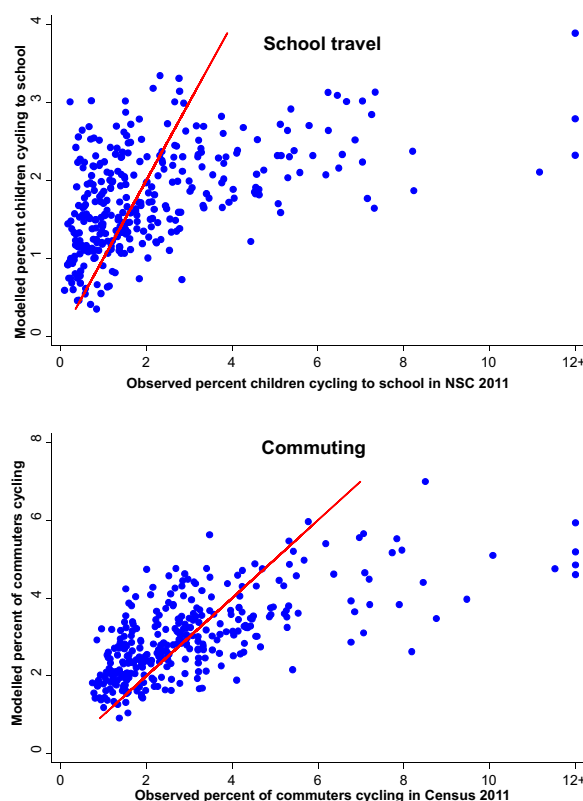 School travel
Modelled percent children cycling to school
4
3
2
1
0
0 2 4 6 8 10 12+
Observed percent children cycling to school in NSC 2011
Commuting
Modelled percent of commuters cycling
8
6
4
2
0
0 2 4 6 8 10 12+
Observed percent of commuters cycling in Census 2011